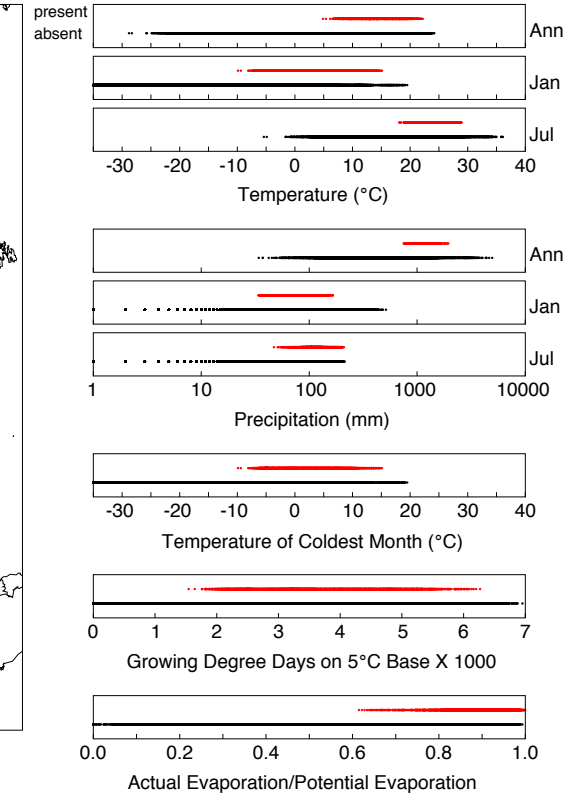 present
absent
Ann
Jan
Jul
-30 -20 -10 0 10 20 30 40
Temperature (°C)
Ann
Jan
Jul
1 10 100 1000 10000
Precipitation (mm)
-30 -20 -10 0 10 20 30 40
Temperature of Coldest Month (°C)
0 1 2 3 4 5 6 7
Growing Degree Days on 5°C Base X 1000
0.0 0.2 0.4 0.6 0.8 1.0
Actual Evaporation/Potential Evaporation